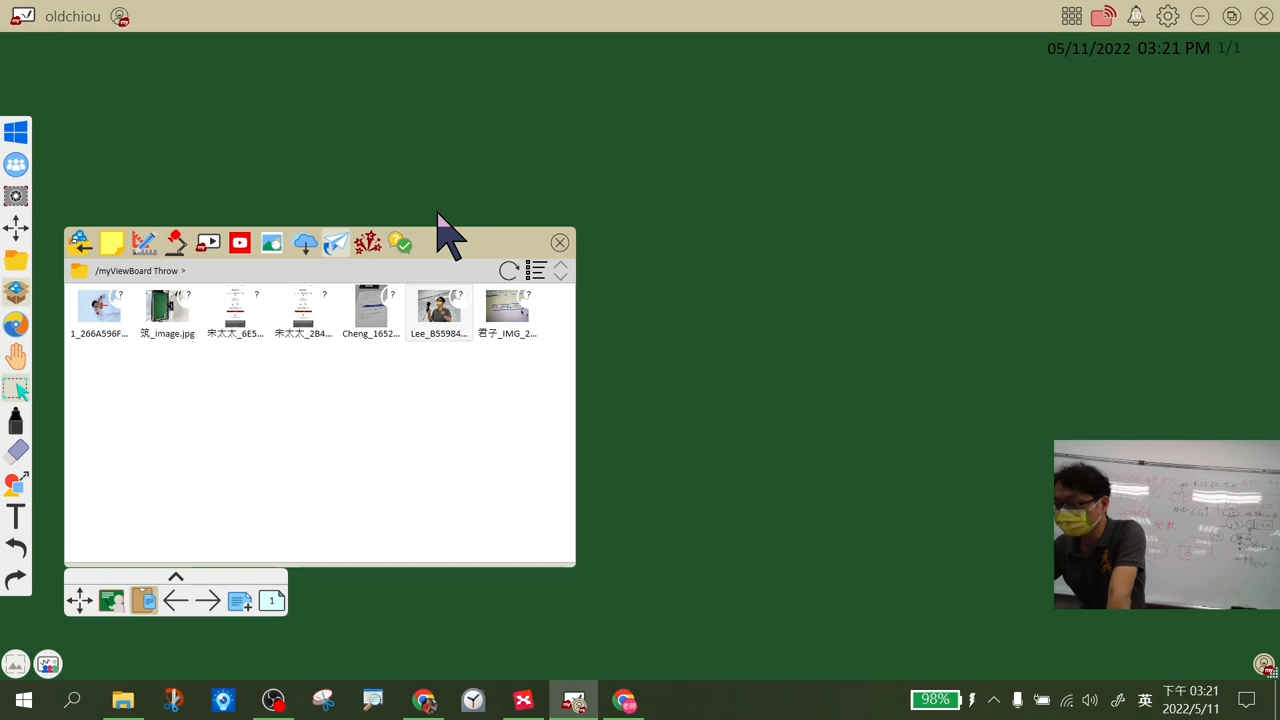 oldchiou
05/11/2022 03:21 PM 1/1
/myViewBoard Throw >
1_266A596F...
筑_image.jpg
宋太太_6E5...
宋太太_2B4...
Cheng_1652...
Lee_B55984...
君子_IMG_2...
1
98%
英
下午 03:21
2022/5/11